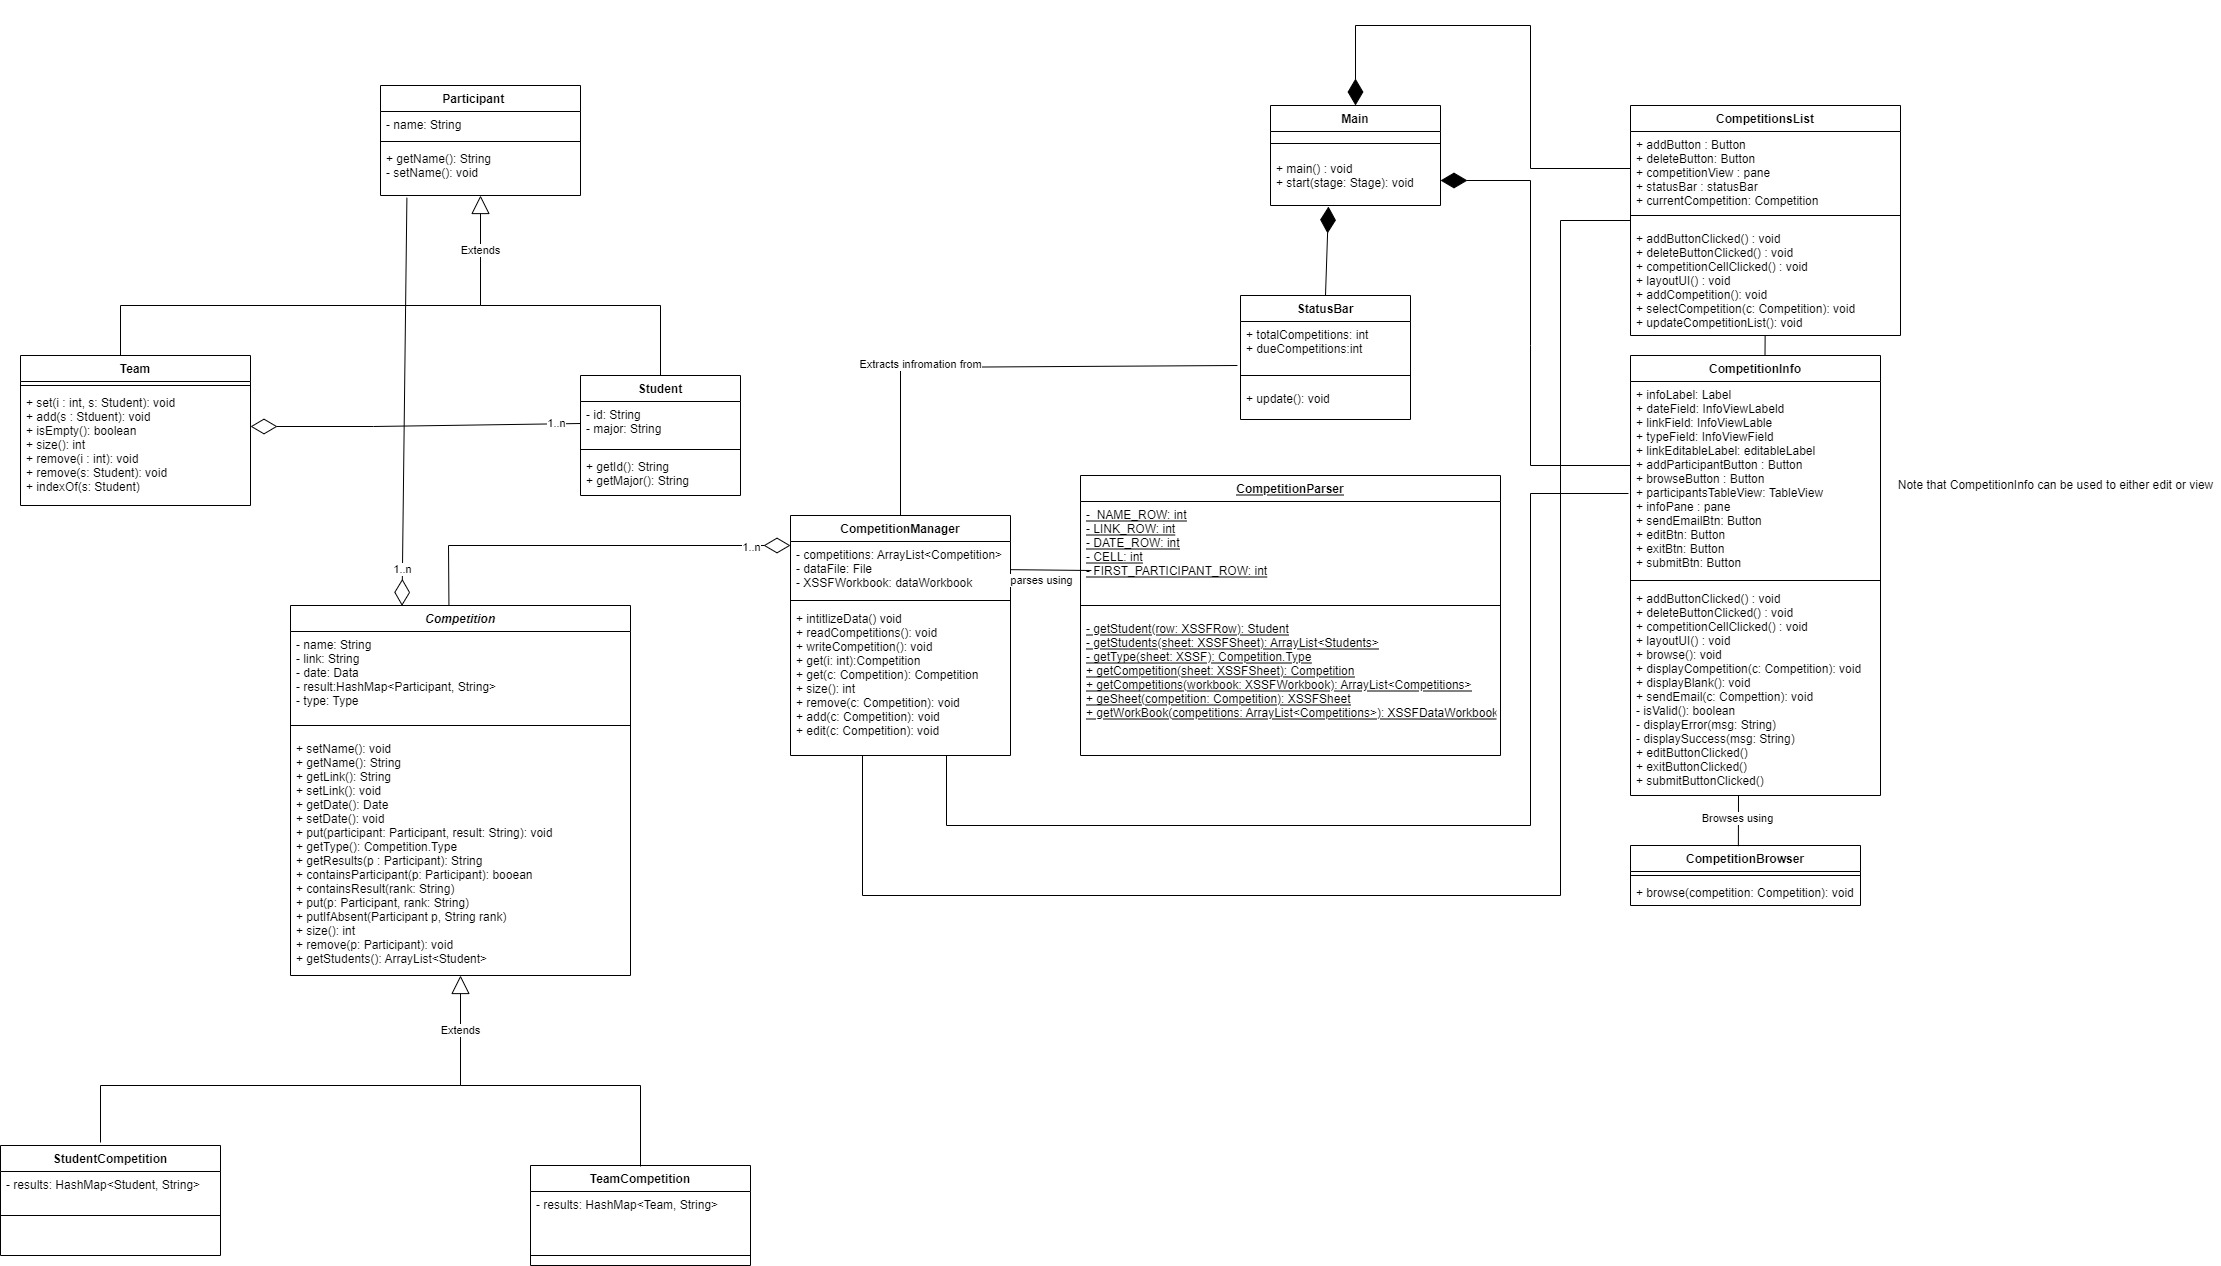 Participant
- name: String
+ getName(): String
- setName(): void
Extends
Team
+ set(i : int, s: Student): void
+ add(s : Stduent): void
+ isEmpty(): boolean
+ size(): int
+ remove(i : int): void
+ remove(s: Student): void
+ indexOf(s: Student)
1..n
Student
- id: String
- major: String
+ getId(): String
+ getMajor(): String
1..n
Competition
- name: String
- link: String
- date: Data
- result:HashMap<Participant, String>
- type: Type
+ setName(): void
+ getName(): String
+ getLink(): String
+ setLink(): void
+ getDate(): Date
+ setDate(): void
+ put(participant: Participant, result: String): void
+ getType(): Competition.Type
+ getResults(p : Participant): String
+ containsParticipant(p: Participant): booean
+ containsResult(rank: String)
+ put(p: Participant, rank: String)
+ putIfAbsent(Participant p, String rank)
+ size(): int
+ remove(p: Participant): void
+ getStudents(): ArrayList<Student>
Extends
StudentCompetition
- results: HashMap<Student, String>
TeamCompetition
- results: HashMap<Team, String>
1..n
CompetitionManager
- competitions: ArrayList<Competition>
- dataFile: File
- XSSFWorkbook: dataWorkbook
+ intitlizeData() void
+ readCompetitions(): void
+ writeCompetition(): void
+ get(i: int):Competition
+ get(c: Competition): Competition
+ size(): int
+ remove(c: Competition): void
+ add(c: Competition): void
+ edit(c: Competition): void
parses using
CompetitionParser
- _NAME_ROW: int
- LINK_ROW: int
- DATE_ROW: int
- CELL: int
- FIRST_PARTICIPANT_ROW: int
- getStudent(row: XSSFRow): Student
- getStudents(sheet: XSSFSheet): ArrayList<Students>
- getType(sheet: XSSF): Competition.Type
+ getCompetition(sheet: XSSFSheet): Competition
+ getCompetitions(workbook: XSSFWorkbook): ArrayList<Competitions>
+ geSheet(competition: Competition): XSSFSheet
+ getWorkBook(competitions: ArrayList<Competitions>): XSSFDataWorkbook
Extracts infromation from
Main
+ main() : void
+ start(stage: Stage): void
StatusBar
+ totalCompetitions: int
+ dueCompetitions:int
+ update(): void
CompetitionsList
+ addButton : Button
+ deleteButton: Button
+ competitionView : pane
+ statusBar : statusBar
+ currentCompetition: Competition
+ addButtonClicked() : void
+ deleteButtonClicked() : void
+ competitionCellClicked() : void
+ layoutUI() : void
+ addCompetition(): void
+ selectCompetition(c: Competition): void
+ updateCompetitionList(): void
CompetitionInfo
+ infoLabel: Label
+ dateField: InfoViewLabeld
+ linkField: InfoViewLable
+ typeField: InfoViewField
+ linkEditableLabel: editableLabel
+ addParticipantButton : Button
+ browseButton : Button
+ participantsTableView: TableView
+ infoPane : pane
+ sendEmailBtn: Button
+ editBtn: Button
+ exitBtn: Button
+ submitBtn: Button
+ addButtonClicked() : void
+ deleteButtonClicked() : void
+ competitionCellClicked() : void
+ layoutUI() : void
+ browse(): void
+ displayCompetition(c: Competition): void
+ displayBlank(): void
+ sendEmail(c: Compettion): void
- isValid(): boolean
- displayError(msg: String)
- displaySuccess(msg: String)
+ editButtonClicked()
+ exitButtonClicked()
+ submitButtonClicked()
Note that CompetitionInfo can be used to either edit or view
Browses using
CompetitionBrowser
+ browse(competition: Competition): void